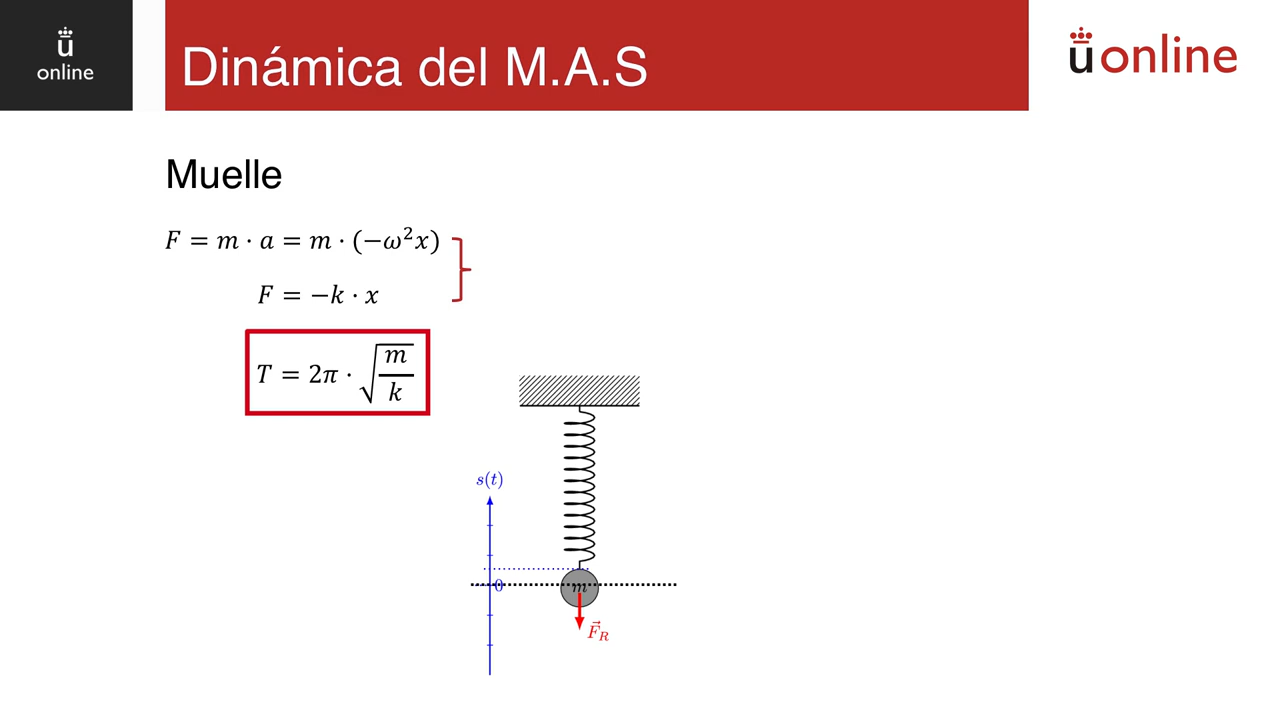 ü
online
Dinámica del M.A.S
üonline
Muelle
F = m · a = m · (−ω²x)
F = −k · x
T = 2π · √(m/k)
s(t)
0
m
F⃗_R